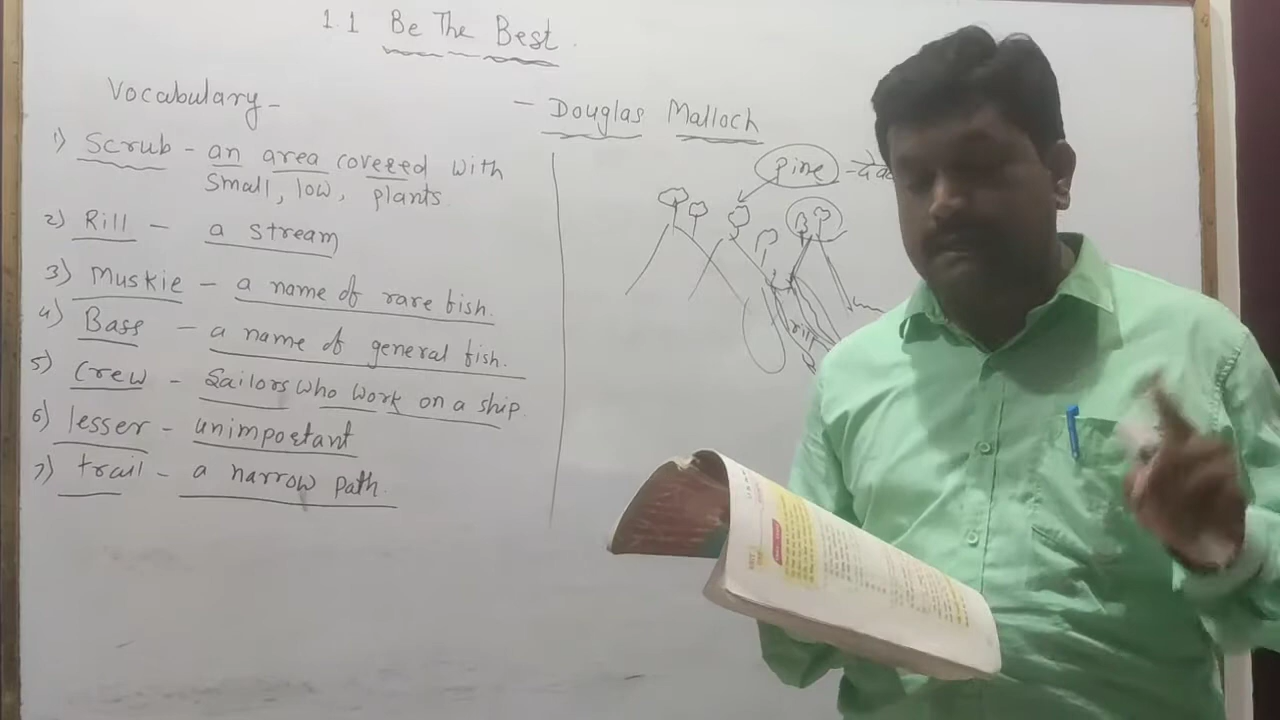 1.1 Be The Best.
Vocabulary -
- Douglas Malloch
1) Scrub - an area covered with
small, low, plants.
2) Rill - a stream
3) Muskie - a name of rare fish.
4) Bass - a name of general fish.
5) Crew - Sailors who work on a ship.
6) lesser - unimportant
7) trail - a narrow path.
pine
rill